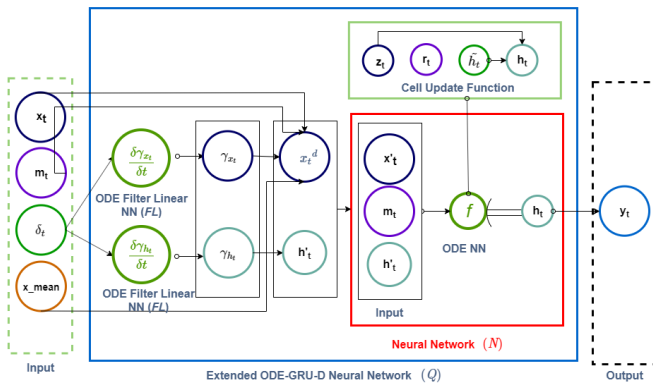 z_t
r_t
h̃_t
h_t
Cell Update Function
x_t
m_t
δ_t
x_mean
Input
δγ_{x_t}
δt
ODE Filter Linear
NN (FL)
δγ_{h_t}
δt
ODE Filter Linear
NN (FL)
γ_{x_t}
γ_{h_t}
x_t^d
h'_t
x'_t
m_t
h'_t
Input
f
ODE NN
h_t
Neural Network (N)
Extended ODE-GRU-D Neural Network (Q)
y_t
Output